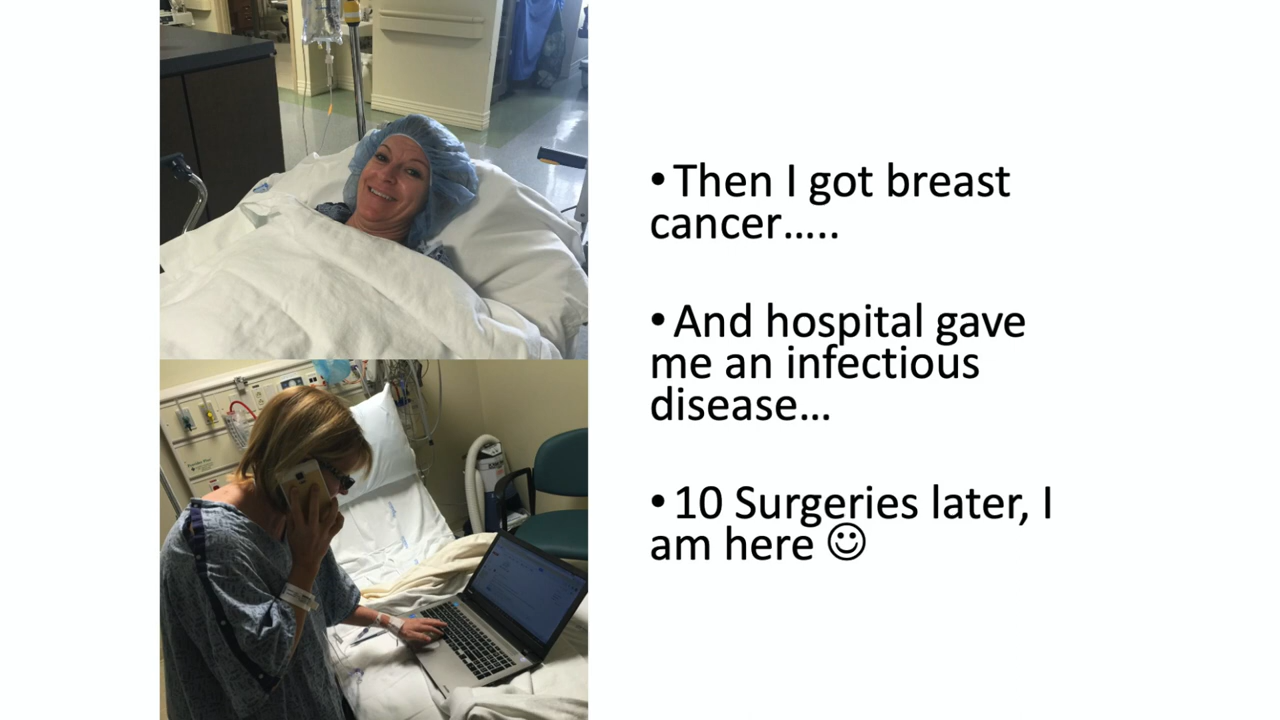 • Then I got breast
cancer…..
• And hospital gave
me an infectious
disease…
• 10 Surgeries later, I
am here ☺